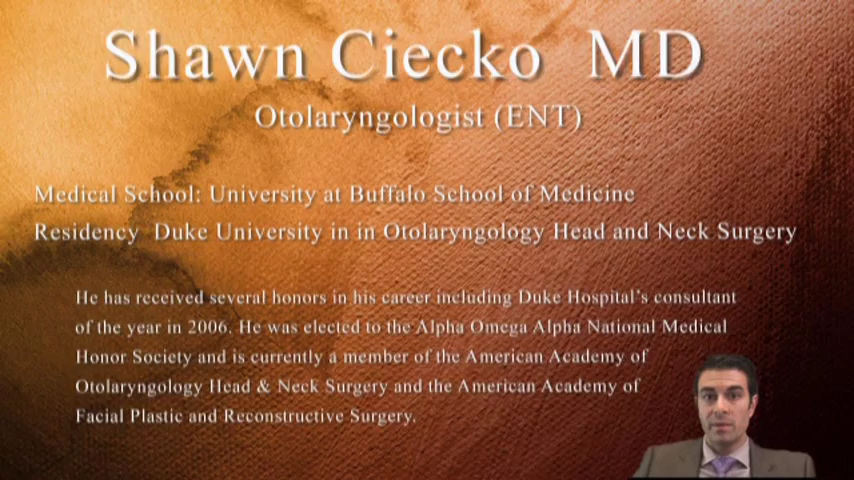 Shawn Ciecko MD
Otolaryngologist (ENT)
Medical School: University at Buffalo School of Medicine
Residency Duke University in in Otolaryngology Head and Neck Surgery
He has received several honors in his career including Duke Hospital's consultant
of the year in 2006. He was elected to the Alpha Omega Alpha National Medical
Honor Society and is currently a member of the American Academy of
Otolaryngology Head & Neck Surgery and the American Academy of
Facial Plastic and Reconstructive Surgery.